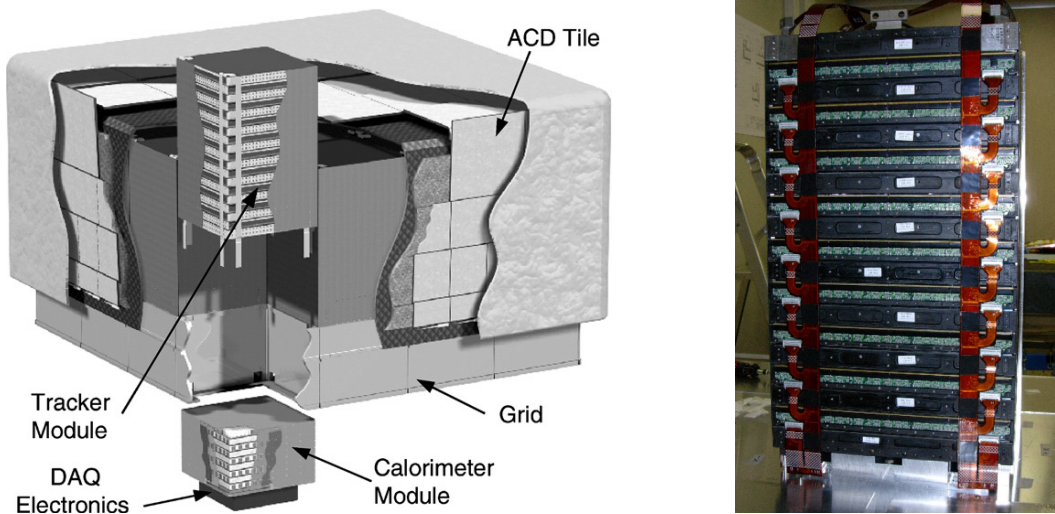 ACD Tile
Tracker
Module
Grid
DAQ
Electronics
Calorimeter
Module